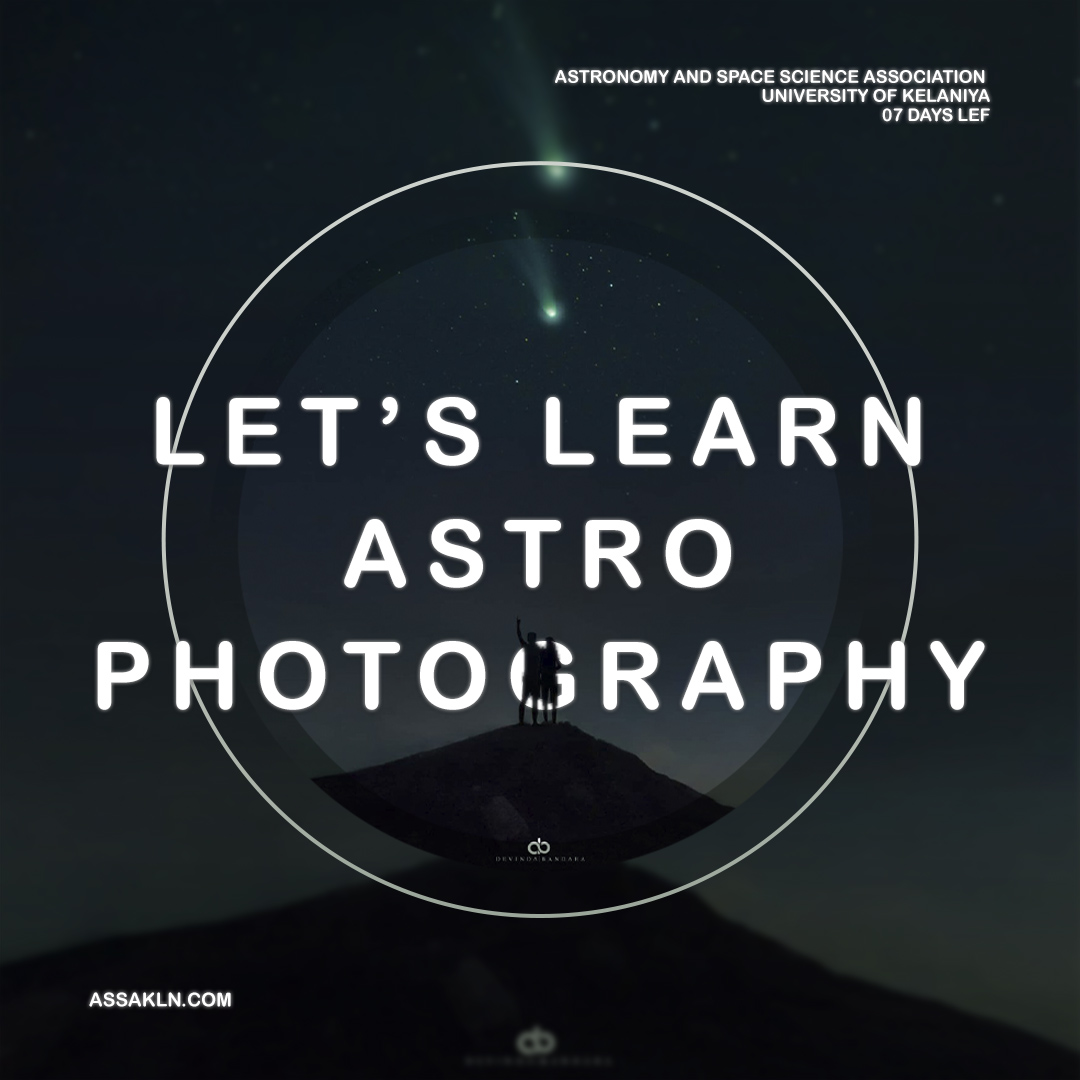 ASTRONOMY AND SPACE SCIENCE ASSOCIATION
UNIVERSITY OF KELANIYA
07 DAYS LEF
LET’S LEARN
ASTRO
PHOTOGRAPHY
DEVINDA BANDARA
ASSAKLN.COM